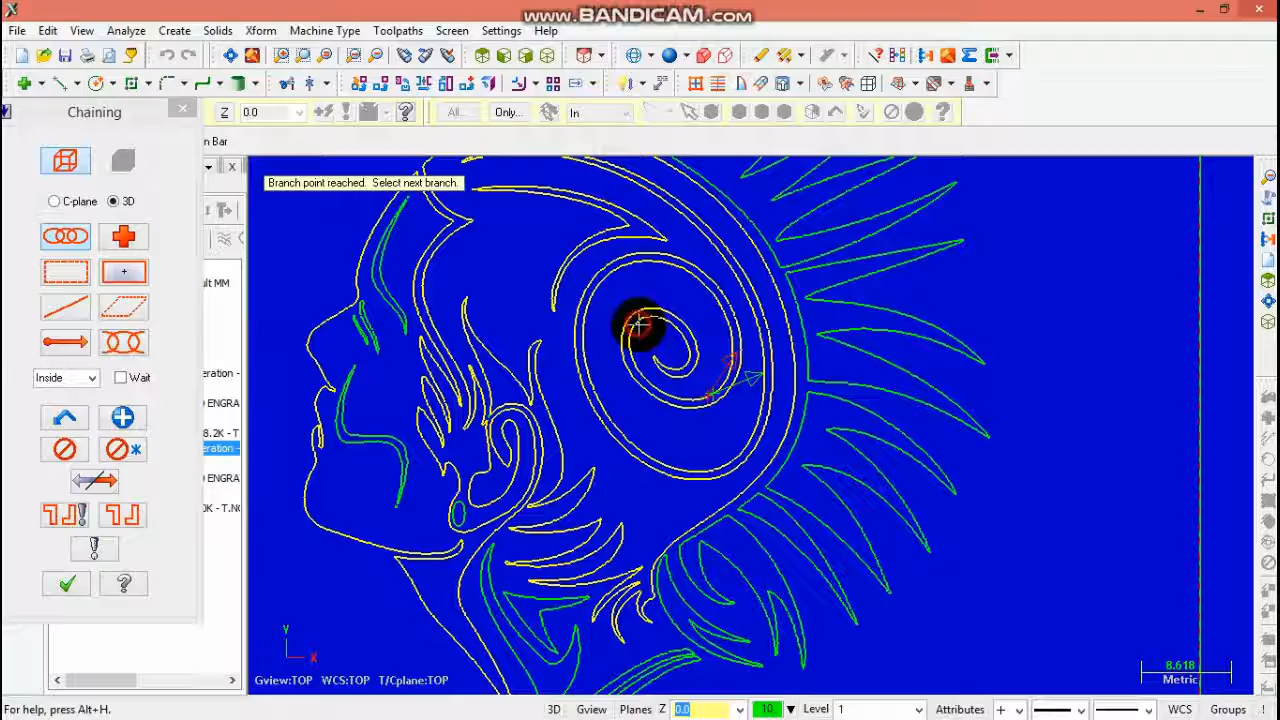 www.BANDICAM.com
File Edit View Analyze Create Solids Xform Machine Type Toolpaths Screen Settings Help
Chaining
Z 0.0 All... Only... In
n Bar
Branch point reached. Select next branch.
C-plane 3D
ult MM
Inside Wait
eration -
O ENGRA
8.2K - T
eration -
O ENGRA
0K - T.NO
Y
X
8.618
Metric
Gview:TOP WCS:TOP T/Cplane:TOP
For help, press Alt+H. 3D Gview Planes Z 0.0 10 Level 1 Attributes WCS Groups